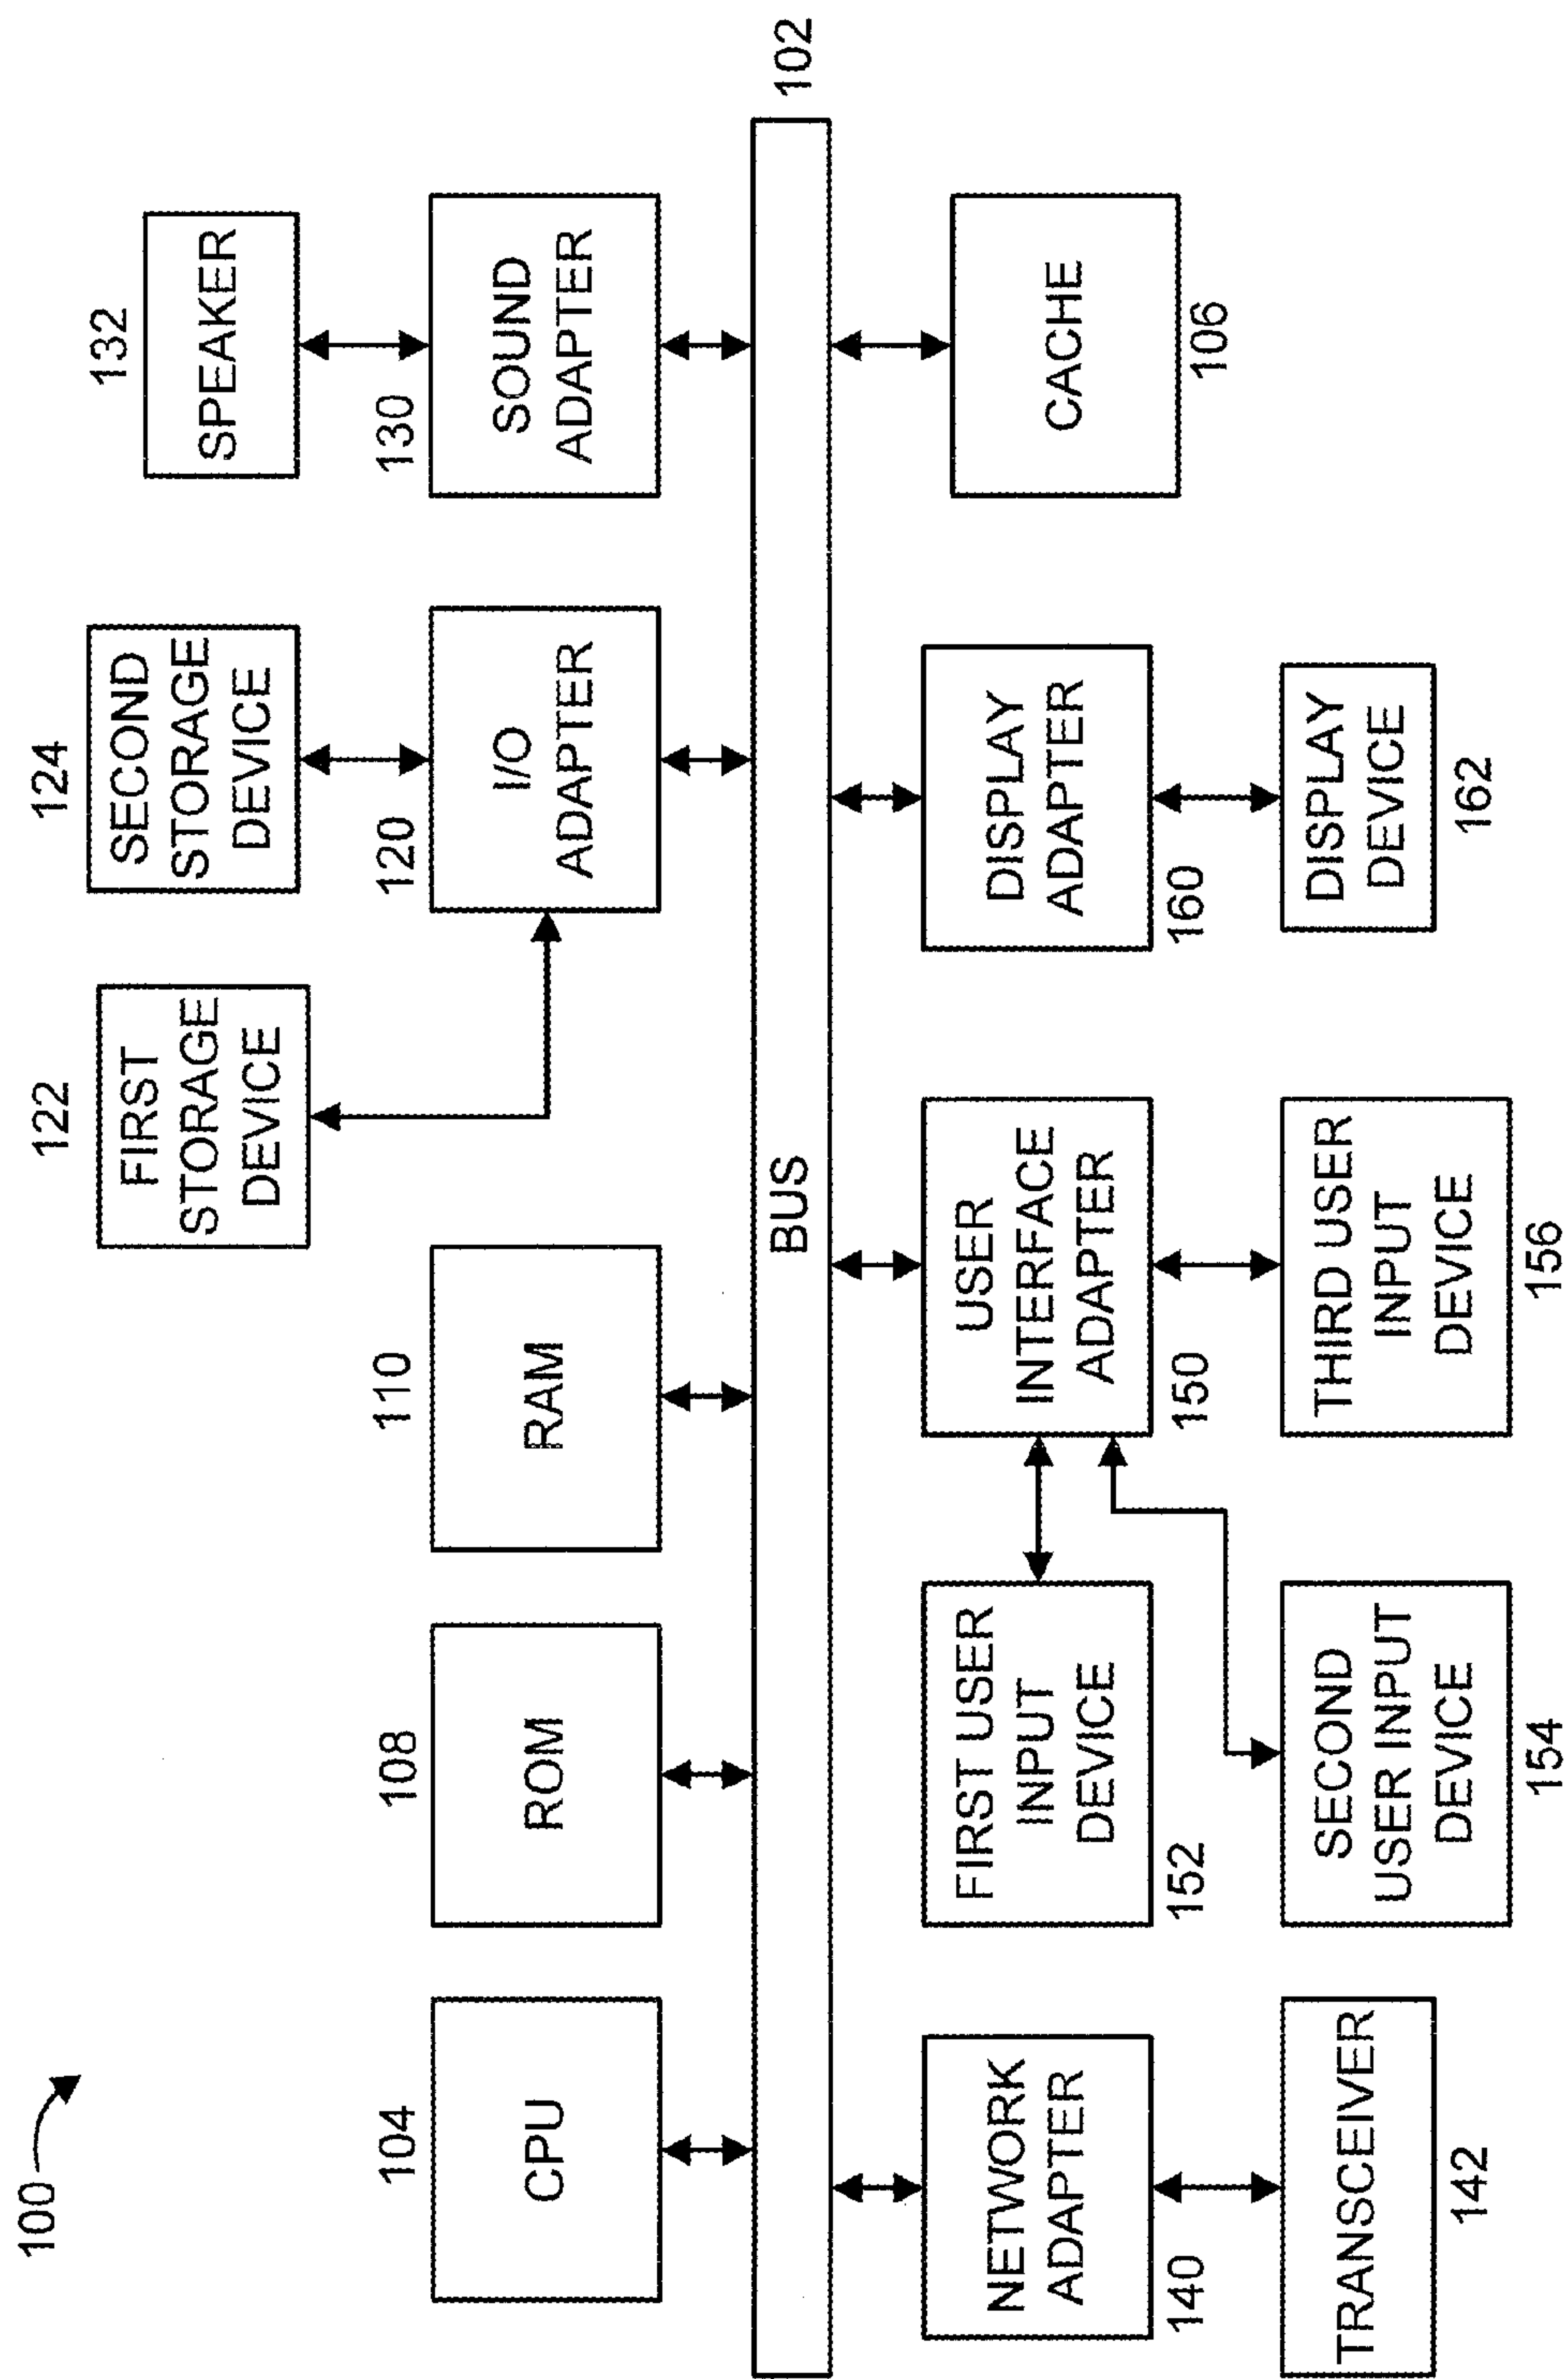 100
122
FIRST
STORAGE
DEVICE
124
SECOND
STORAGE
DEVICE
132
SPEAKER
104
CPU
108
ROM
110
RAM
120
I/O
ADAPTER
130
SOUND
ADAPTER
BUS
102
NETWORK
ADAPTER
140
FIRST USER
INPUT
DEVICE
152
USER
INTERFACE
ADAPTER
150
DISPLAY
ADAPTER
160
CACHE
106
TRANSCEIVER
142
SECOND
USER INPUT
DEVICE
154
THIRD USER
INPUT
DEVICE
156
DISPLAY
DEVICE
162